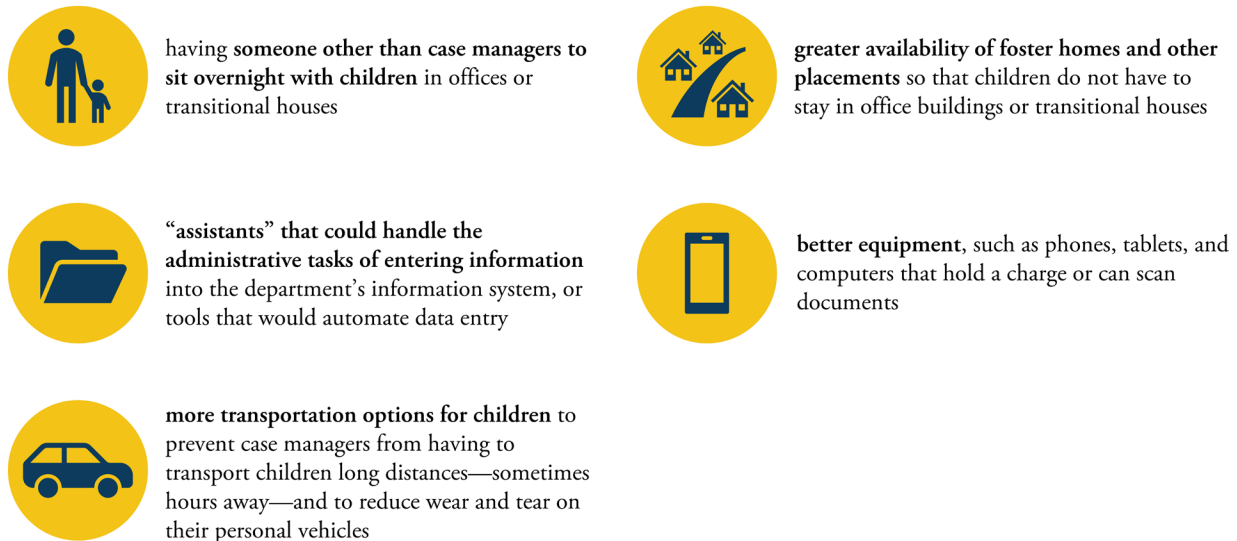 having someone other than case managers to
sit overnight with children in offices or
transitional houses
greater availability of foster homes and other
placements so that children do not have to
stay in office buildings or transitional houses
“assistants” that could handle the
administrative tasks of entering information
into the department’s information system, or
tools that would automate data entry
better equipment, such as phones, tablets, and
computers that hold a charge or can scan
documents
more transportation options for children to
prevent case managers from having to
transport children long distances—sometimes
hours away—and to reduce wear and tear on
their personal vehicles